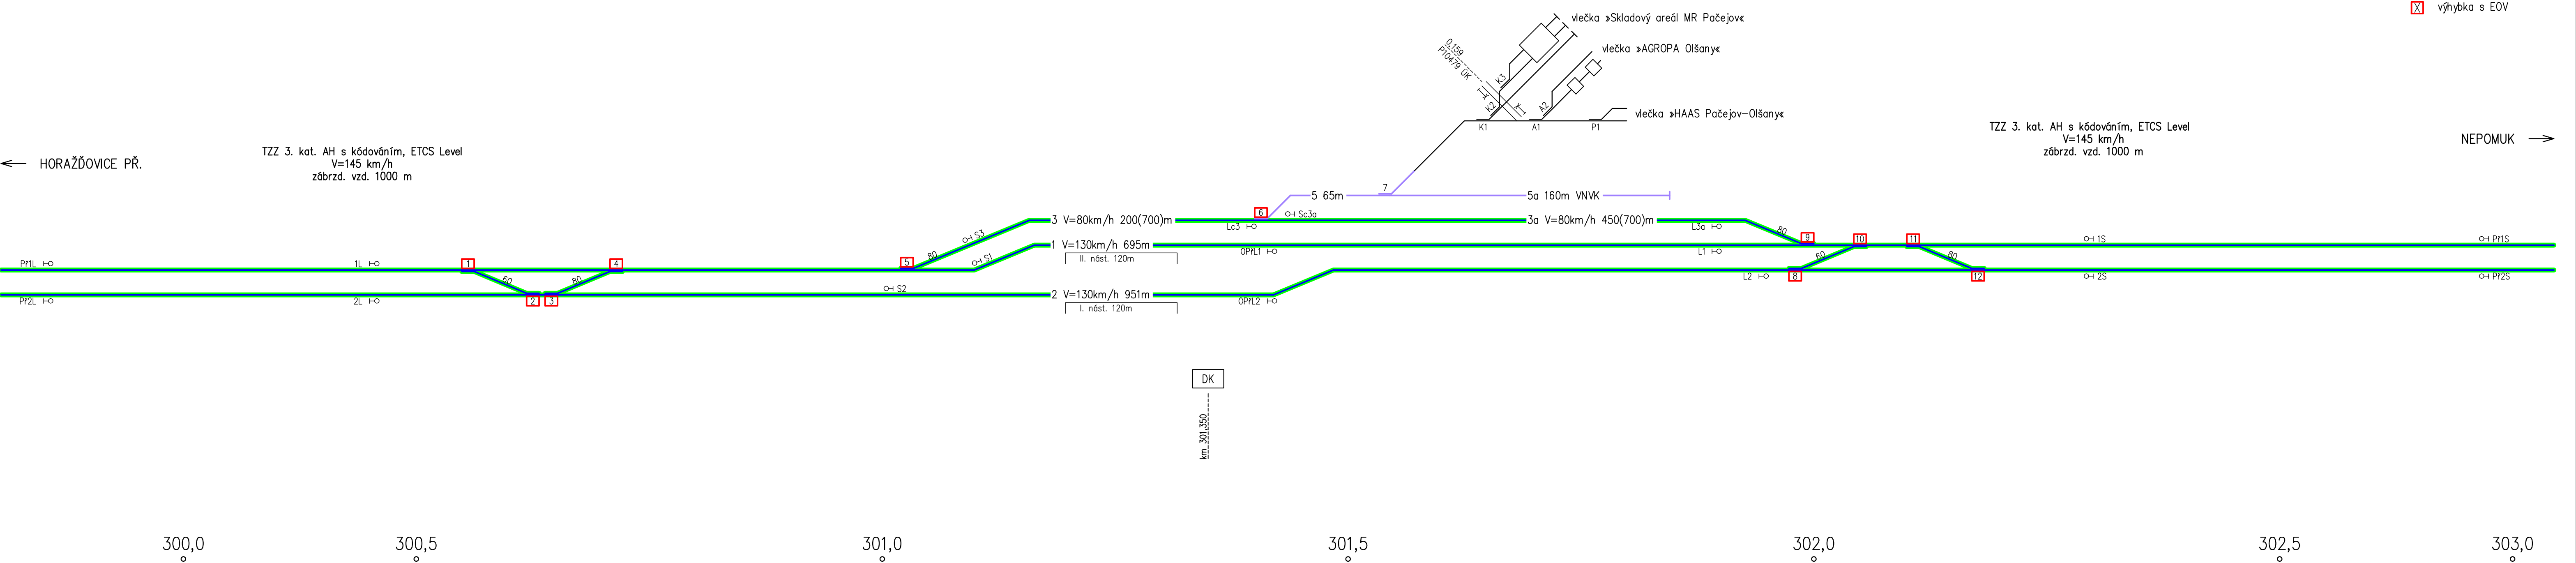 X výhybka s EOV
vlečka »Skladový areál MR Pačejov«
vlečka »AGROPA Olšany«
0,159
P10479 ÚK
K3
K2
A2
vlečka »HAAS Pačejov–Olšany«
K1 A1 P1
TZZ 3. kat. AH s kódováním, ETCS Level
V=145 km/h
zábrzd. vzd. 1000 m
NEPOMUK
TZZ 3. kat. AH s kódováním, ETCS Level
V=145 km/h
zábrzd. vzd. 1000 m
HORAŽĎOVICE PŘ.
7
5 65m 5a 160m VNVK
6 Sc3a
3 V=80km/h 200(700)m 3a V=80km/h 450(700)m
Lc3 L3a
S3 80 9 10 11 1S Př1S
80
1 V=130km/h 695m
OPřL1 L1
II. nást. 120m
S1
60 80
Př1L 1L 1 4 5
L2 8 12 2S Př2S
60 80
S2
2 V=130km/h 951m
Př2L 2L 2 3 OPřL2
I. nást. 120m
DK
km 301,350
300,0 300,5 301,0 301,5 302,0 302,5 303,0